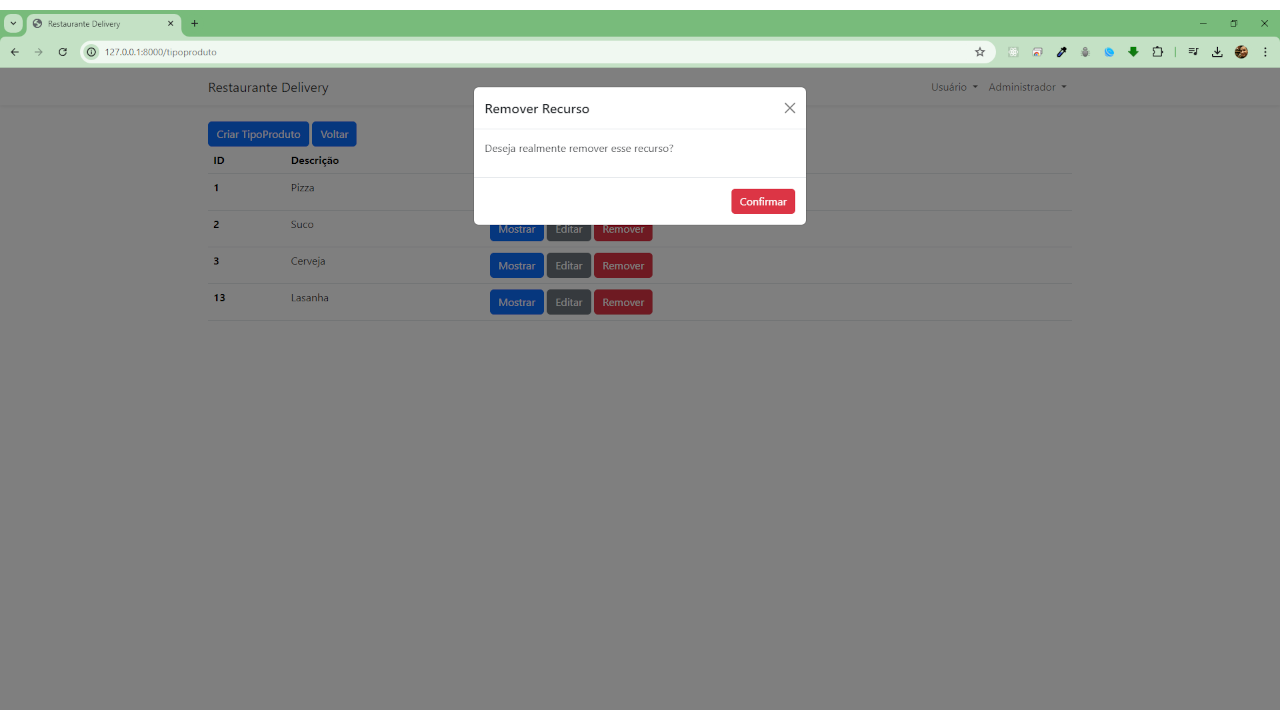 Restaurante Delivery
127.0.0.1:8000/tipoproduto
Restaurante Delivery
Usuário
Administrador
Remover Recurso
Deseja realmente remover esse recurso?
Confirmar
Criar TipoProduto
Voltar
ID Descrição
1 Pizza
2 Suco Mostrar Editar Remover
3 Cerveja Mostrar Editar Remover
13 Lasanha Mostrar Editar Remover